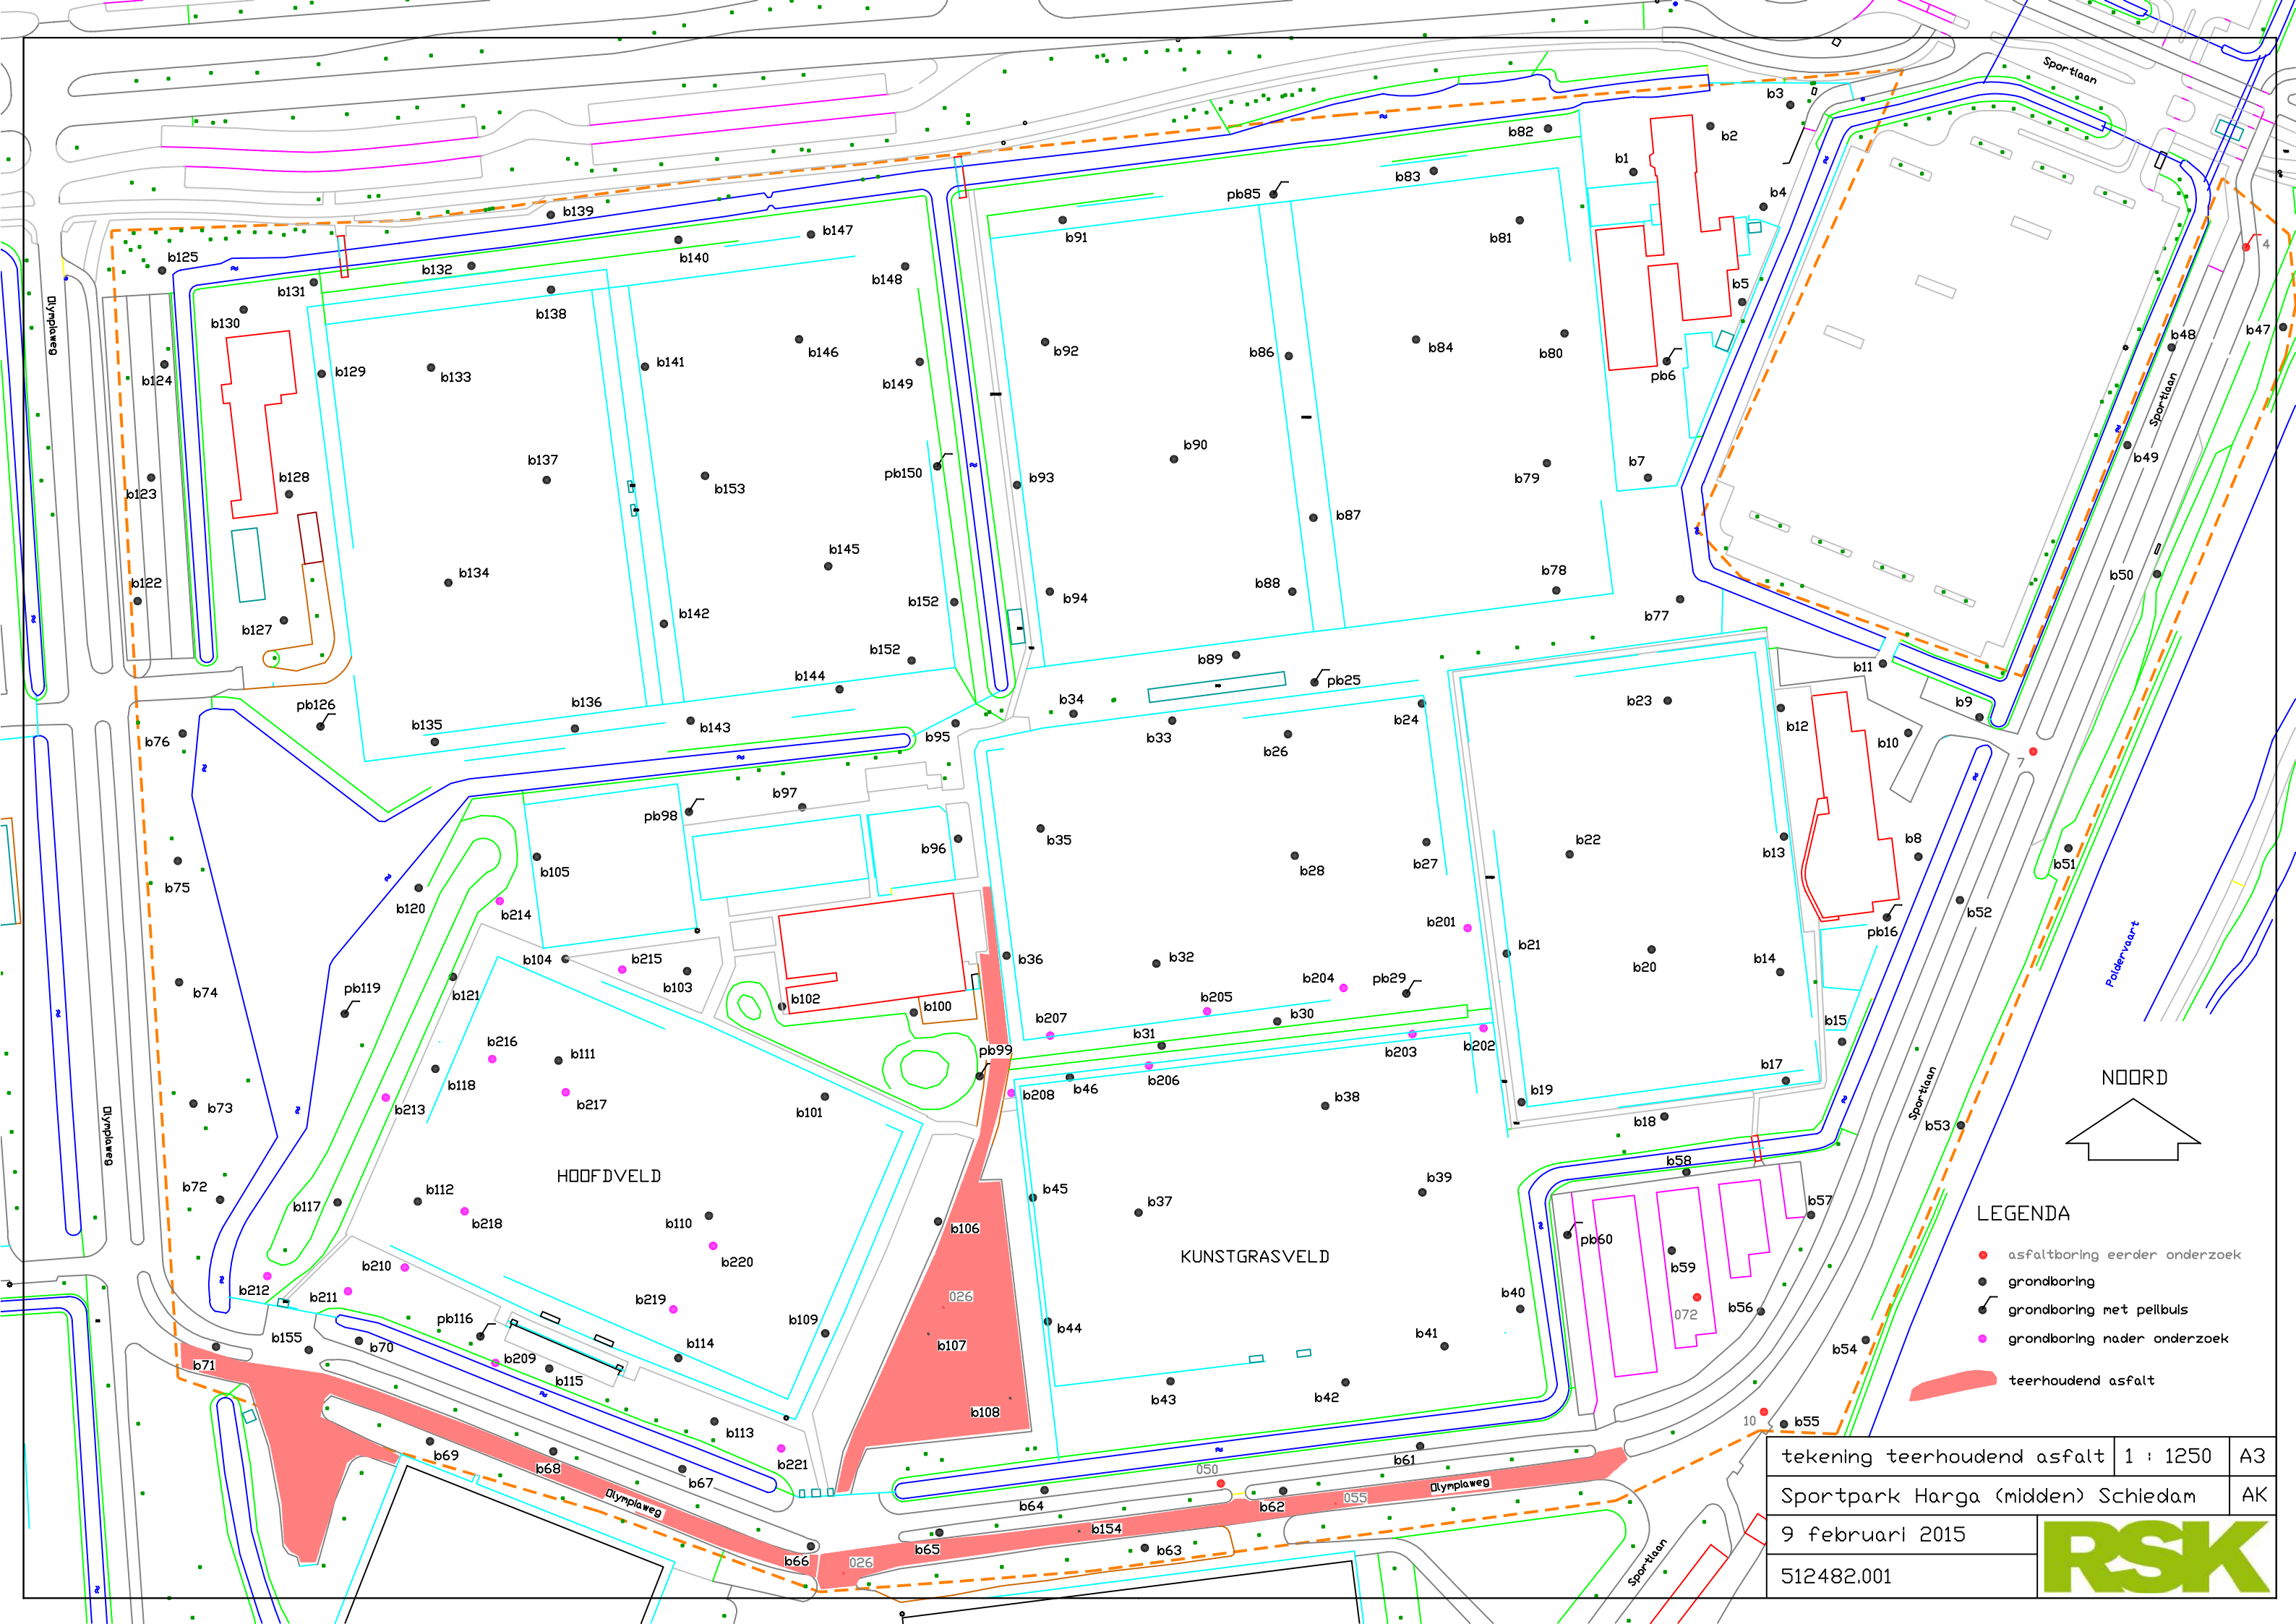 Sportlaan
b3
b2
b82
b1
b83
pb85
b4
b139
b147
b91
b81
4
b125
b132
b140
b148
b131
b5
b130
b138
Olympiaweg
b47
b48
b129
b133
b141
b146
b92
b86
b84
b80
b124
b149
pb6
Sportlaan
b90
b49
b137
b128
b153
pb150
b93
b79
b7
b123
b87
b145
b134
b122
b152
b94
b88
b78
b50
b127
b142
b77
b152
b89
b11
b144
pb25
b34
b23
b9
pb126
b136
b135
b143
b95
b33
b26
b24
b12
b10
b76
7
b97
pb98
b35
b22
b8
b96
b28
b27
b13
b51
b105
b75
b120
b214
b201
b52
pb16
b21
b104
b215
b36
b32
b20
b14
b103
b204
pb29
Poldervaart
b121
b74
pb119
b102
b100
b205
b207
b30
b15
b31
b203
b202
b216
b111
pb99
b17
b118
b206
b46
NOORD
b208
b19
b73
b213
b217
b101
b38
b18
Sportlaan
b53
Olympiaweg
b58
HOOFDVELD
b72
b112
b39
b117
b45
b37
b57
b218
b110
b106
LEGENDA
pb60
b220
KUNSTGRASVELD
asfaltboring eerder onderzoek
b210
b59
b212
b211
grondboring
026
b219
b40
b56
072
grondboring met peilbuis
pb116
b109
b44
b155
b70
b114
b107
b41
grondboring nader onderzoek
b54
b71
b209
b115
teerhoudend asfalt
b43
b42
b108
b113
10
b55
b69
b221
b61
tekening teerhoudend asfalt
1 : 1250
A3
b68
b67
050
Olympiaweg
b64
b62
055
Sportpark Harga (midden) Schiedam
AK
Olympiaweg
b154
9 februari 2015
b65
b63
b66
026
RSK
Sportlaan
512482.001